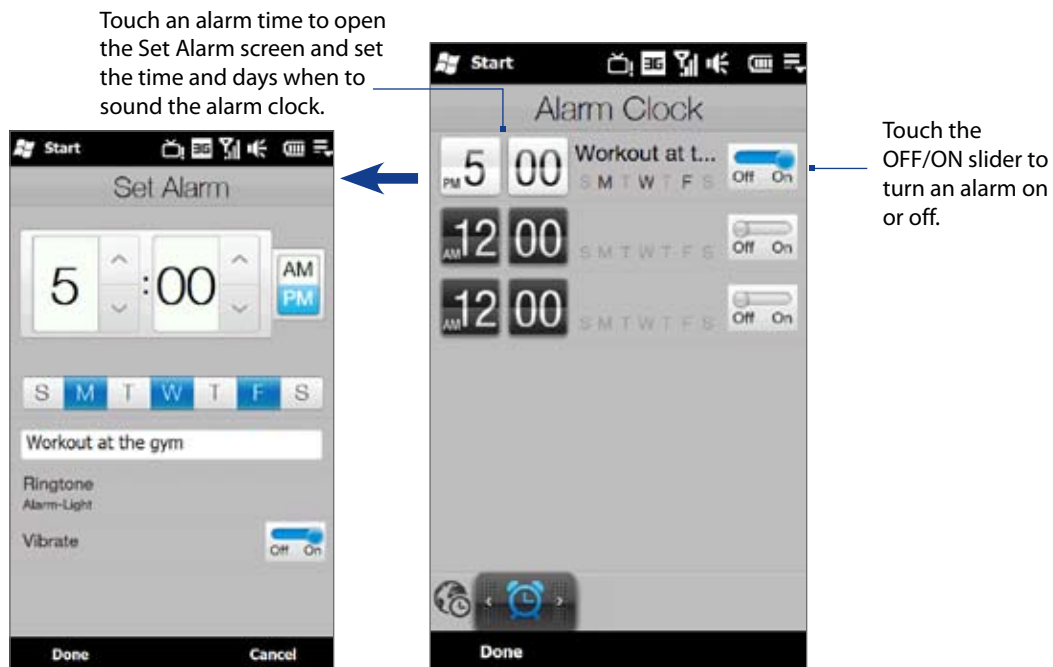 Touch an alarm time to open
the Set Alarm screen and set
the time and days when to
sound the alarm clock.
Start
3G
Set Alarm
5 : 00
AM
PM
S M T W T F S
Workout at the gym
Ringtone
Alarm-Light
Vibrate
Off On
Done Cancel
Start
3G
Alarm Clock
PM 5 00
Workout at t...
S M T W T F S
Off On
AM 12 00
S M T W T F S
Off On
AM 12 00
S M T W T F S
Off On
Done
Touch the
OFF/ON slider to
turn an alarm on
or off.